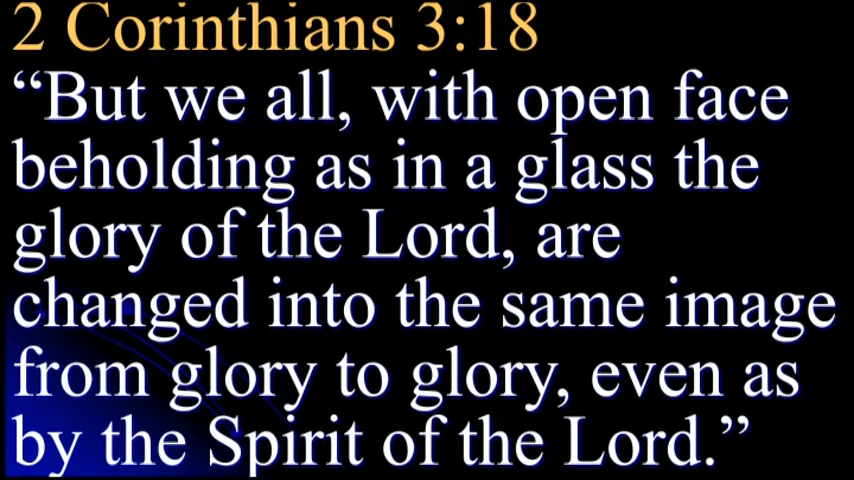 2 Corinthians 3:18
“But we all, with open face
beholding as in a glass the
glory of the Lord, are
changed into the same image
from glory to glory, even as
by the Spirit of the Lord.”